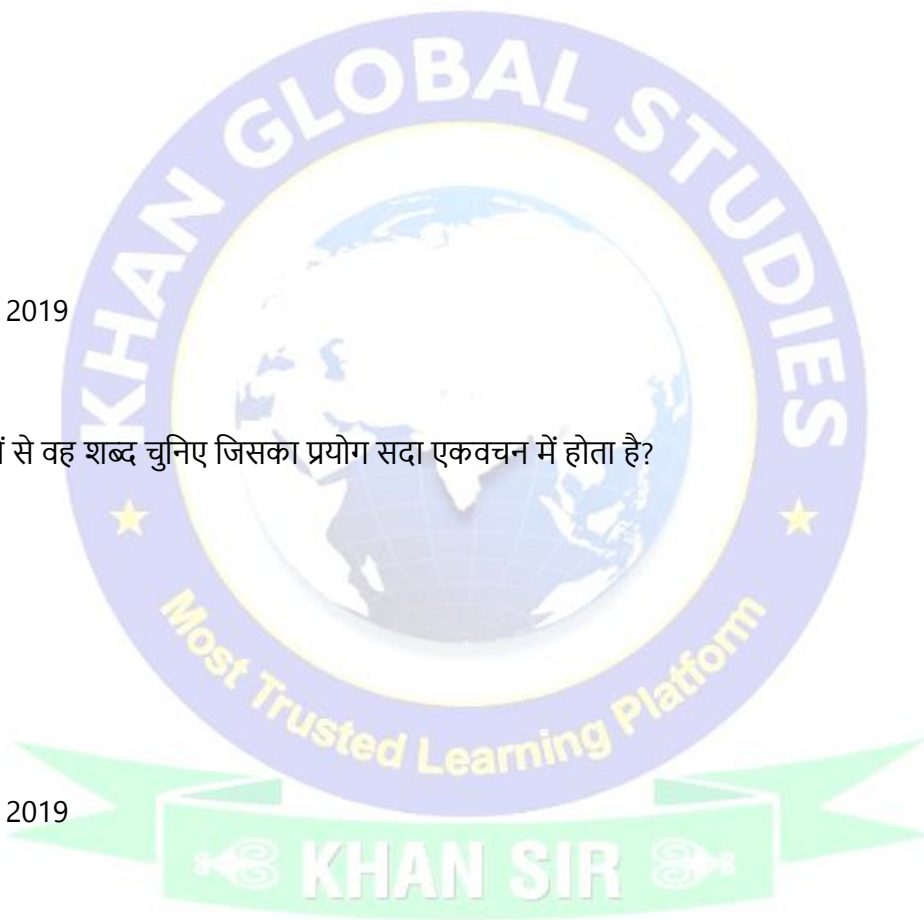 KHAN GLOBAL STUDIES
2019
से वह शब्द चुनिए जिसका प्रयोग सदा एकवचन में होता है?
Most Trusted Learning Platform
2019
KHAN SIR